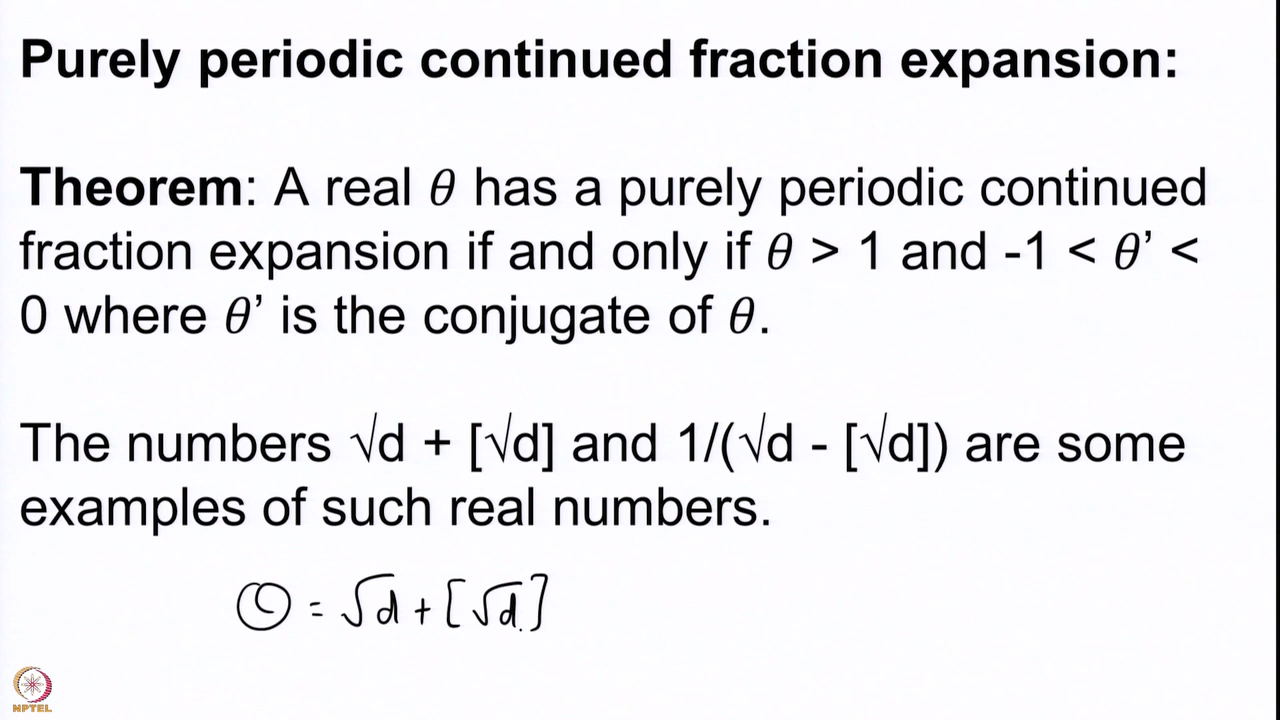 Purely periodic continued fraction expansion:
Theorem: A real θ has a purely periodic continued
fraction expansion if and only if θ > 1 and -1 < θ’ <
0 where θ’ is the conjugate of θ.
The numbers √d + [√d] and 1/(√d - [√d]) are some
examples of such real numbers.
Θ = √d + [√d]
NPTEL